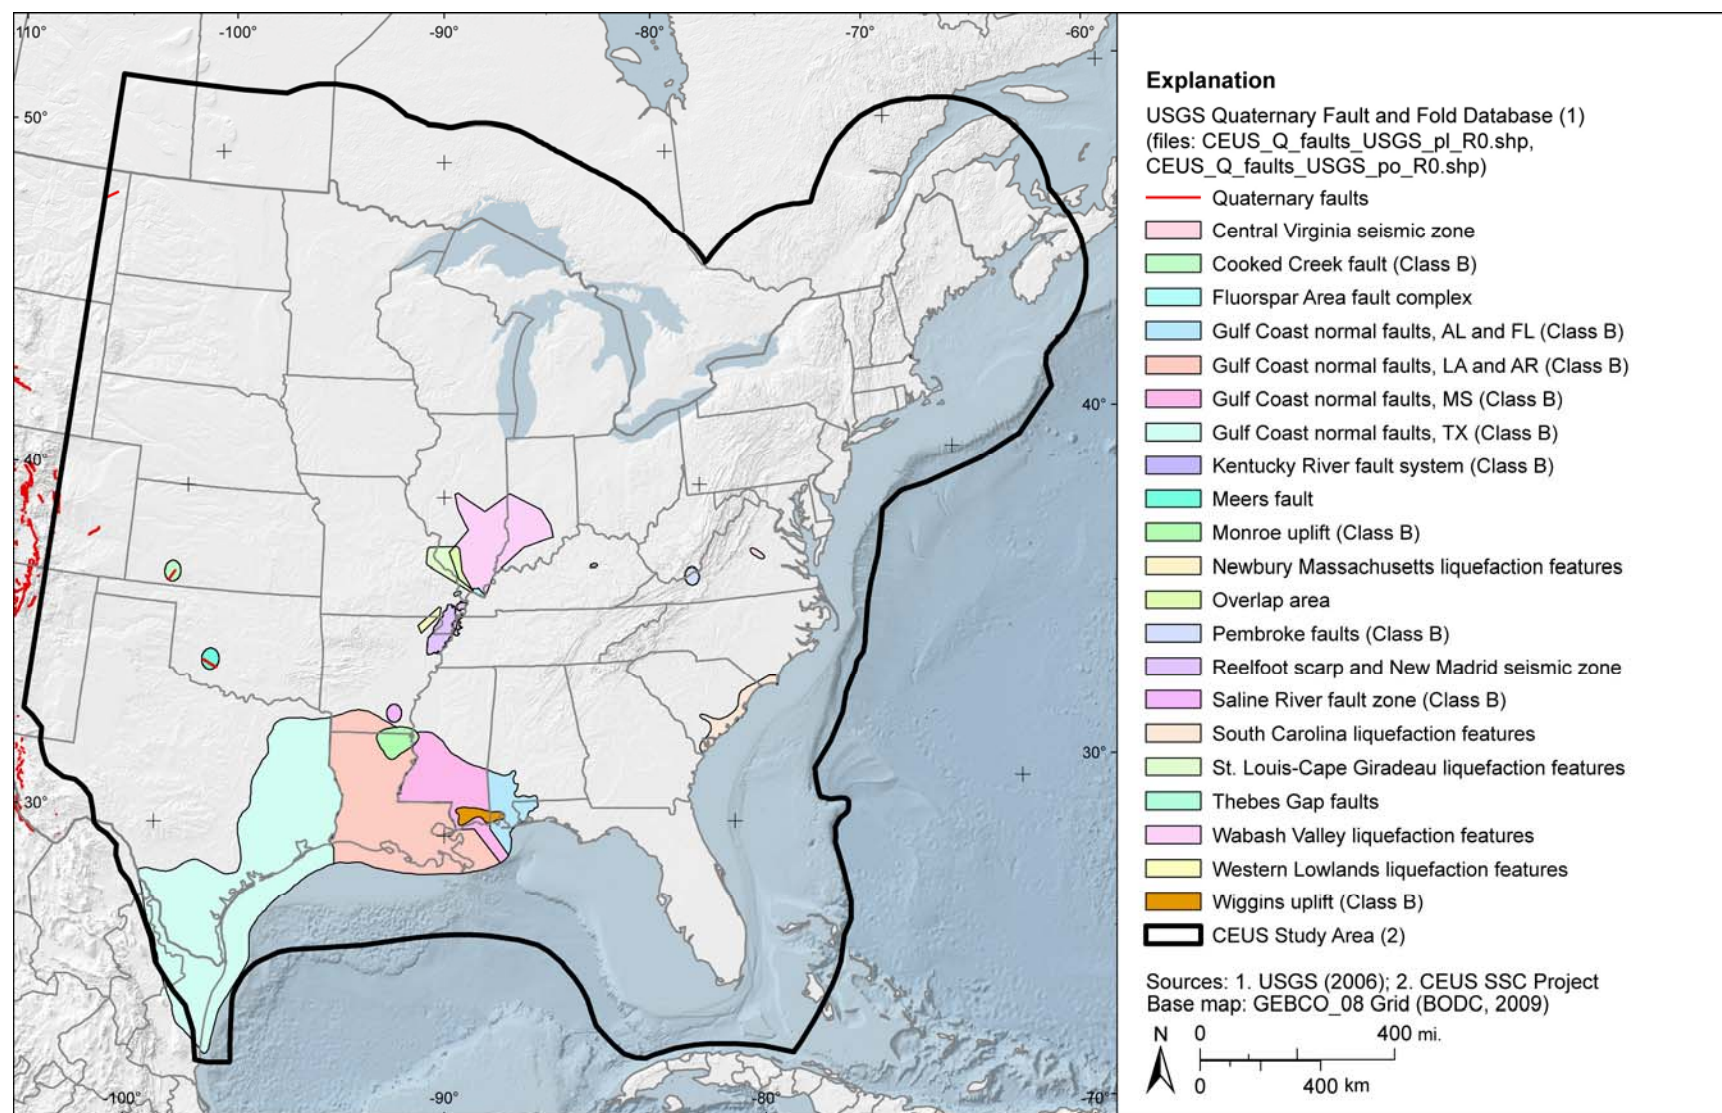 110°
-100°
-90°
-80°
-70°
-60°
50°
40°
40°
30°
30°
-100°
-90°
-80°
-70°
Explanation
USGS Quaternary Fault and Fold Database (1)
(files: CEUS_Q_faults_USGS_pl_R0.shp,
CEUS_Q_faults_USGS_po_R0.shp)
Quaternary faults
Central Virginia seismic zone
Cooked Creek fault (Class B)
Fluorspar Area fault complex
Gulf Coast normal faults, AL and FL (Class B)
Gulf Coast normal faults, LA and AR (Class B)
Gulf Coast normal faults, MS (Class B)
Gulf Coast normal faults, TX (Class B)
Kentucky River fault system (Class B)
Meers fault
Monroe uplift (Class B)
Newbury Massachusetts liquefaction features
Overlap area
Pembroke faults (Class B)
Reelfoot scarp and New Madrid seismic zone
Saline River fault zone (Class B)
South Carolina liquefaction features
St. Louis-Cape Giradeau liquefaction features
Thebes Gap faults
Wabash Valley liquefaction features
Western Lowlands liquefaction features
Wiggins uplift (Class B)
CEUS Study Area (2)
Sources: 1. USGS (2006); 2. CEUS SSC Project
Base map: GEBCO_08 Grid (BODC, 2009)
N
0 400 mi.
0 400 km